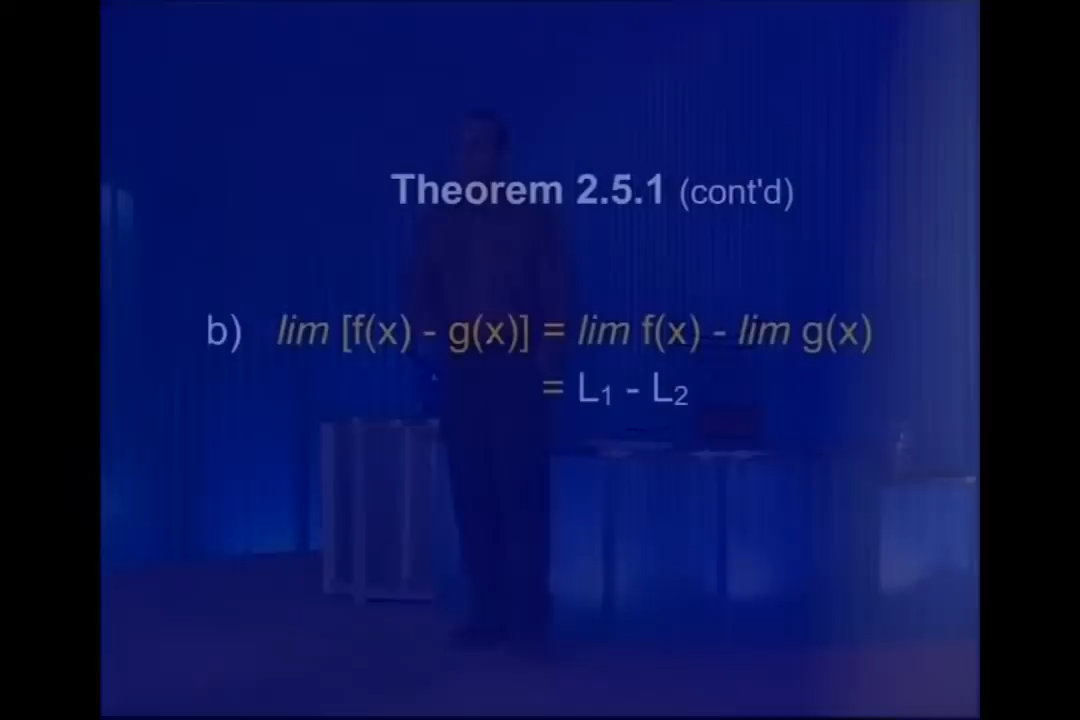 Theorem 2.5.1 (cont'd)
b) lim [f(x) - g(x)] = lim f(x) - lim g(x)
= L₁ - L₂